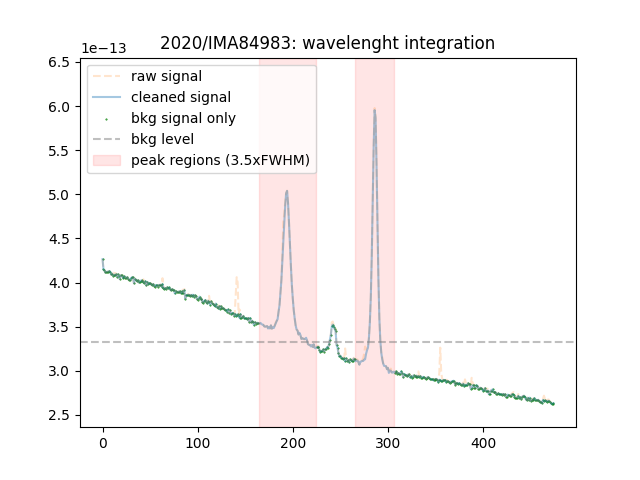 2020/IMA84983: wavelenght integration
1e−13
6.5
6.0
5.5
5.0
4.5
4.0
3.5
3.0
2.5
raw signal
cleaned signal
bkg signal only
bkg level
peak regions (3.5xFWHM)
0 100 200 300 400